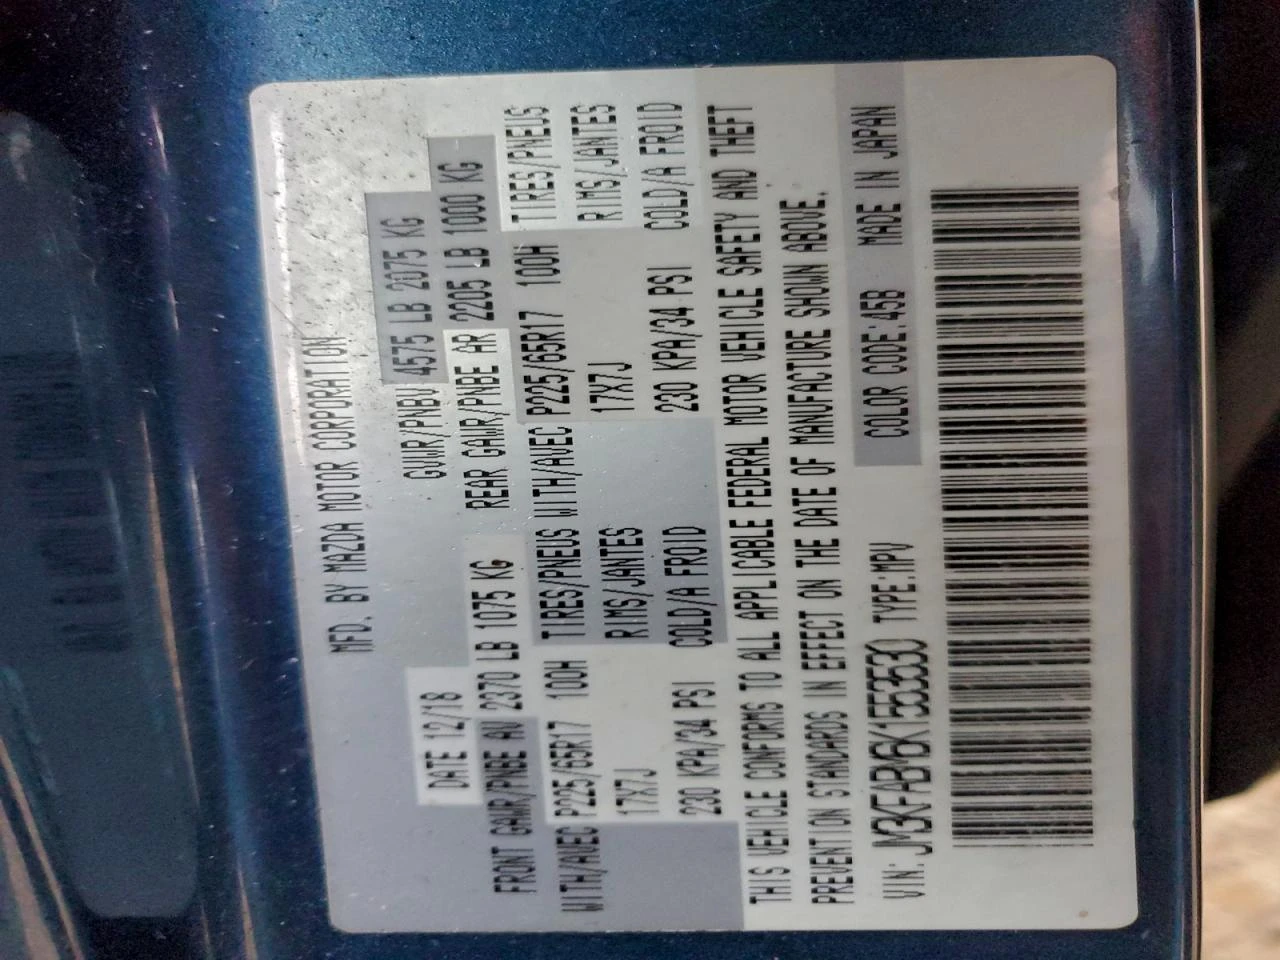 MFD. BY MAZDA MOTOR CORPORATION
DATE 12/18 GVWR/PNBV 4575 LB 2075 KG
FRONT GAWR/PNBE AV 2370 LB 1075 KG REAR GAWR/PNBE AR 2205 LB 1000 KG
WITH/AVEC P225/65R17 100H TIRES/PNEUS WITH/AVEC P225/65R17 100H TIRES/PNEUS
17X7J RIMS/JANTES 17X7J RIMS/JANTES
230 KPA/34 PSI COLD/A FROID 230 KPA/34 PSI COLD/A FROID
THIS VEHICLE CONFORMS TO ALL APPLICABLE FEDERAL MOTOR VEHICLE SAFETY AND THEFT
PREVENTION STANDARDS IN EFFECT ON THE DATE OF MANUFACTURE SHOWN ABOVE.
VIN: TYPE:MPV COLOR CODE:45B MADE IN JAPAN